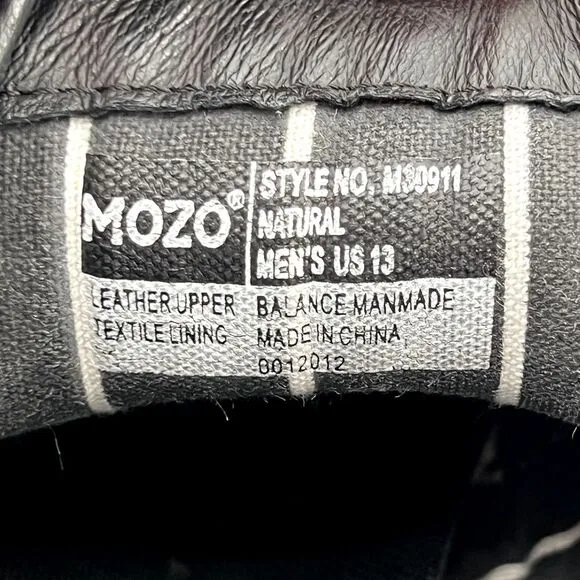 MOZO®
STYLE NO. M30911
NATURAL
MEN'S US 13
LEATHER UPPER
TEXTILE LINING
BALANCE MANMADE
MADE IN CHINA
0012012